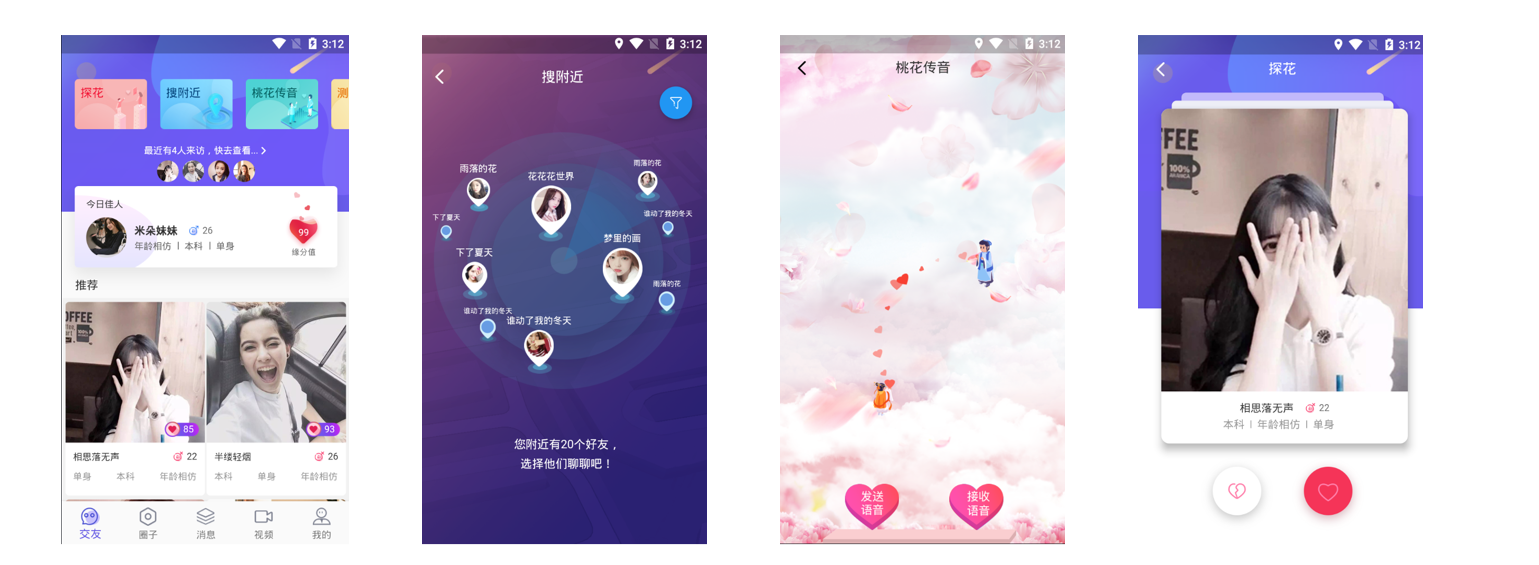 3:12
探花
搜附近
桃花传音
测
最近有4人来访，快去查看...
今日佳人
米朵妹妹 26
年龄相仿 | 本科 | 单身
99
缘分值
推荐
OFFEE
85
93
相思落无声 22
半缕轻烟 26
单身 本科 年龄相仿
本科 单身 年龄相仿
交友
圈子
消息
视频
我的
3:12
搜附近
雨落的花
花花花世界
雨落的花
下了夏天
谁动了我的冬天
梦里的画
下了夏天
雨落的花
谁动了我的冬天
谁动了我的冬天
您附近有20个好友，
选择他们聊聊吧！
3:12
桃花传音
发送
语音
接收
语音
3:12
探花
FFEE
100%
相思落无声 22
本科 | 年龄相仿 | 单身